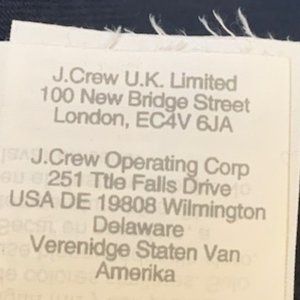 J.Crew U.K. Limited
100 New Bridge Street
London, EC4V 6JA
J.Crew Operating Corp
251 Ttle Falls Drive
USA DE 19808 Wilmington
Delaware
Verenidge Staten Van
Amerika